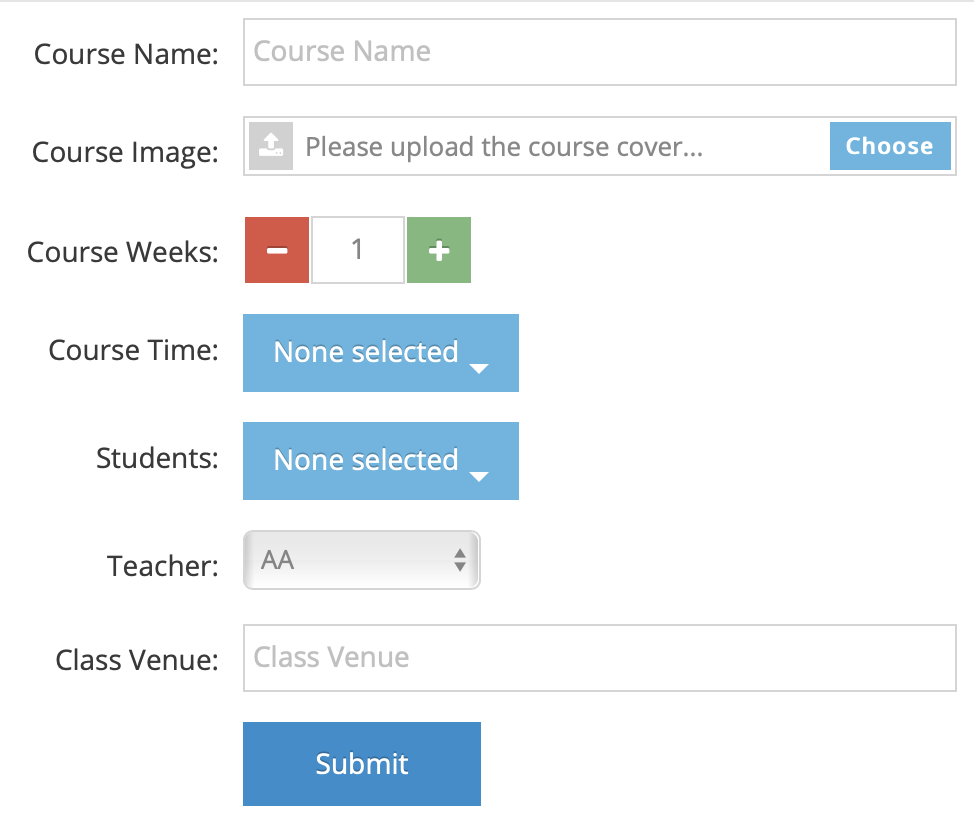 Course Name: Course Name
Course Image: Please upload the course cover... Choose
Course Weeks: 1
Course Time: None selected
Students: None selected
Teacher: AA
Class Venue: Class Venue
Submit